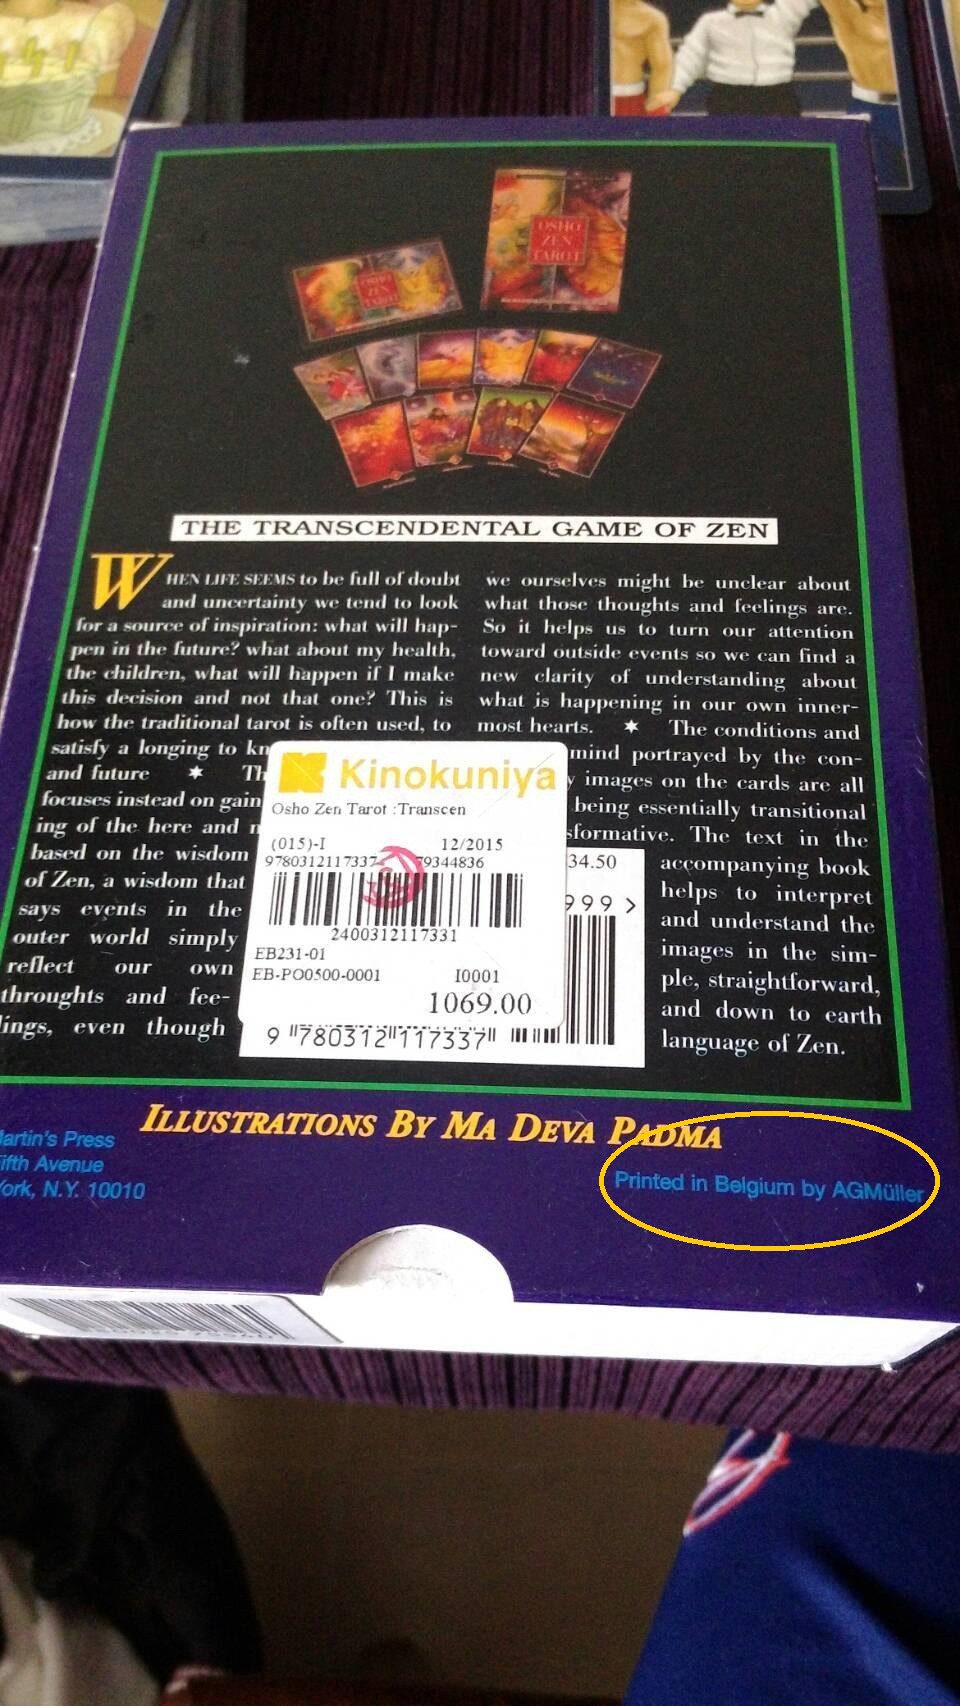 OSHO
ZEN
TAROT
OSHO
ZEN
TAROT
THE TRANSCENDENTAL GAME OF ZEN
WHEN LIFE SEEMS to be full of doubt
and uncertainty we tend to look
for a source of inspiration: what will hap-
pen in the future? what about my health,
the children, what will happen if I make
this decision and not that one? This is
how the traditional tarot is often used, to
satisfy a longing to kn
and future ★ Th
focuses instead on gain
ing of the here and n
based on the wisdom
of Zen, a wisdom that
says events in the
outer world simply
reflect our own
throughts and fee-
lings, even though
we ourselves might be unclear about
what those thoughts and feelings are.
So it helps us to turn our attention
toward outside events so we can find a
new clarity of understanding about
what is happening in our own inner-
most hearts. ★ The conditions and
mind portrayed by the con-
y images on the cards are all
being essentially transitional
sformative. The text in the
accompanying book
helps to interpret
and understand the
images in the sim-
ple, straightforward,
and down to earth
language of Zen.
Kinokuniya
Osho Zen Tarot :Transcen
(015)-I 12/2015
9780312117337 79344836
2400312117331
EB231-01
EB-PO0500-0001 I0001
1069.00
34.50
999 >
9 780312 117337
ILLUSTRATIONS BY MA DEVA PADMA
artin's Press
ifth Avenue
ork, N.Y. 10010
Printed in Belgium by AGMüller